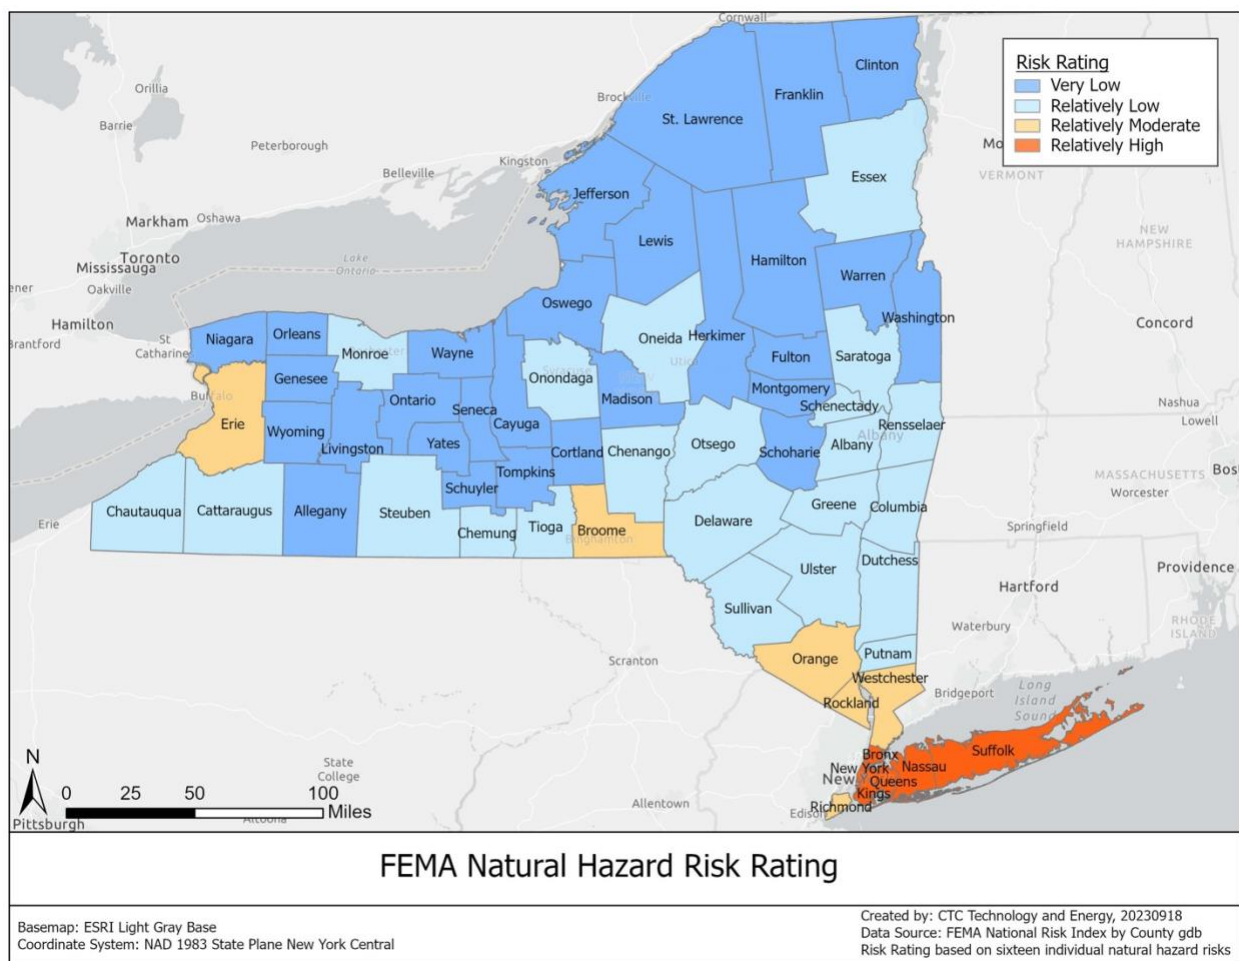 Cornwall
Risk Rating
Very Low
Relatively Low
Relatively Moderate
Relatively High
Clinton
Franklin
Orillia
Brockville
St. Lawrence
Barrie
Peterborough
Kingston
Belleville
VERMONT
Essex
Jefferson
Markham
Oshawa
NEW
HAMPSHIRE
Lewis
Toronto
Lake
Ontario
Hamilton
Mississauga
Warren
Oakville
Oswego
Hamilton
Washington
Concord
Niagara
Orleans
Oneida
Herkimer
St
Catharine
Monroe
Wayne
Fulton
Saratoga
Brantford
Genesee
Onondaga
Montgomery
Buffalo
Ontario
Seneca
Madison
Schenectady
Nashua
Erie
Wyoming
Cayuga
Rensselaer
Lowell
Livingston
Yates
Cortland
Chenango
Otsego
Schoharie
Albany
Albany
Tompkins
Schuyler
MASSACHUSETTS
Worcester
Chautauqua
Cattaraugus
Allegany
Steuben
Greene
Columbia
Erie
Chemung
Tioga
Broome
Binghamton
Delaware
Springfield
Ulster
Dutchess
Providence
Hartford
Sullivan
RHODE
ISLAND
Waterbury
Scranton
Orange
Putnam
Westchester
Rockland
Bridgeport
Long
Island
Sound
Suffolk
Bronx
New York
Nassau
Queens
Kings
Richmond
State
College
Allentown
N
0 25 50 100
Miles
Pittsburgh
Altoona
FEMA Natural Hazard Risk Rating
Basemap: ESRI Light Gray Base
Coordinate System: NAD 1983 State Plane New York Central
Created by: CTC Technology and Energy, 20230918
Data Source: FEMA National Risk Index by County gdb
Risk Rating based on sixteen individual natural hazard risks